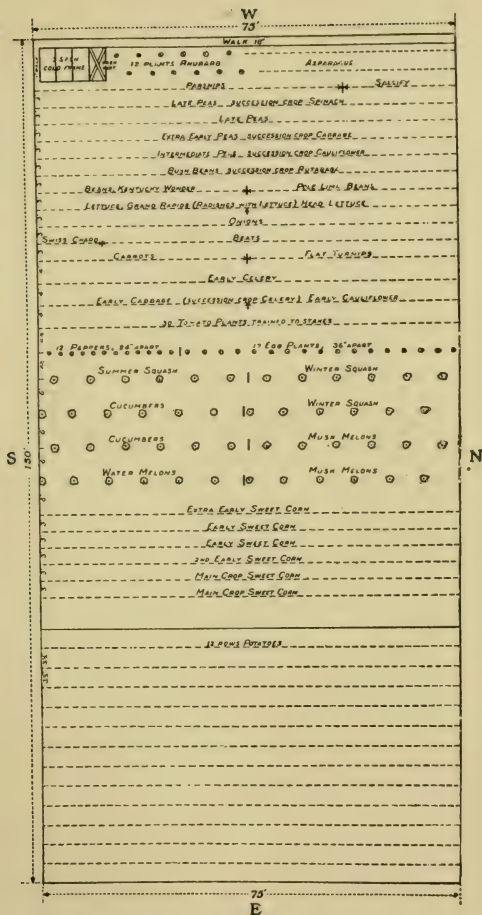 W
75'
WALK 18"
3 SASH COLD FRAME
12 PLANTS RHUBARB ASPARAGUS
PARSNIPS SALSIFY
LATE PEAS SUCCESSION CROP SPINACH
LATE PEAS
EXTRA EARLY PEAS SUCCESSION CROP CABBAGE
INTERMEDIATE PEAS SUCCESSION CROP CAULIFLOWER
BUSH BEANS SUCCESSION CROP RUTABAGA
BEANS KENTUCKY WONDER POLE LIMA BEANS
LETTUCE GRAND RAPIDS (RADISHES WITH LETTUCE) HEAD LETTUCE
ONIONS
SWISS CHARD BEETS
CARROTS FLAT TURNIPS
EARLY CELERY
EARLY CABBAGE (SUCCESSION CROP CELERY) EARLY CAULIFLOWER
30 TOMATO PLANTS TRAINED TO STAKES
PEPPERS, APART 17 EGG PLANTS, 36" APART
SUMMER SQUASH WINTER SQUASH
CUCUMBERS WINTER SQUASH
CUCUMBERS MUSK MELONS
S 150' N
WATER MELONS MUSK MELONS
EXTRA EARLY SWEET CORN
EARLY SWEET CORN
EARLY SWEET CORN
2ND EARLY SWEET CORN
MAIN CROP SWEET CORN
MAIN CROP SWEET CORN
ROWS POTATOES
75'
E